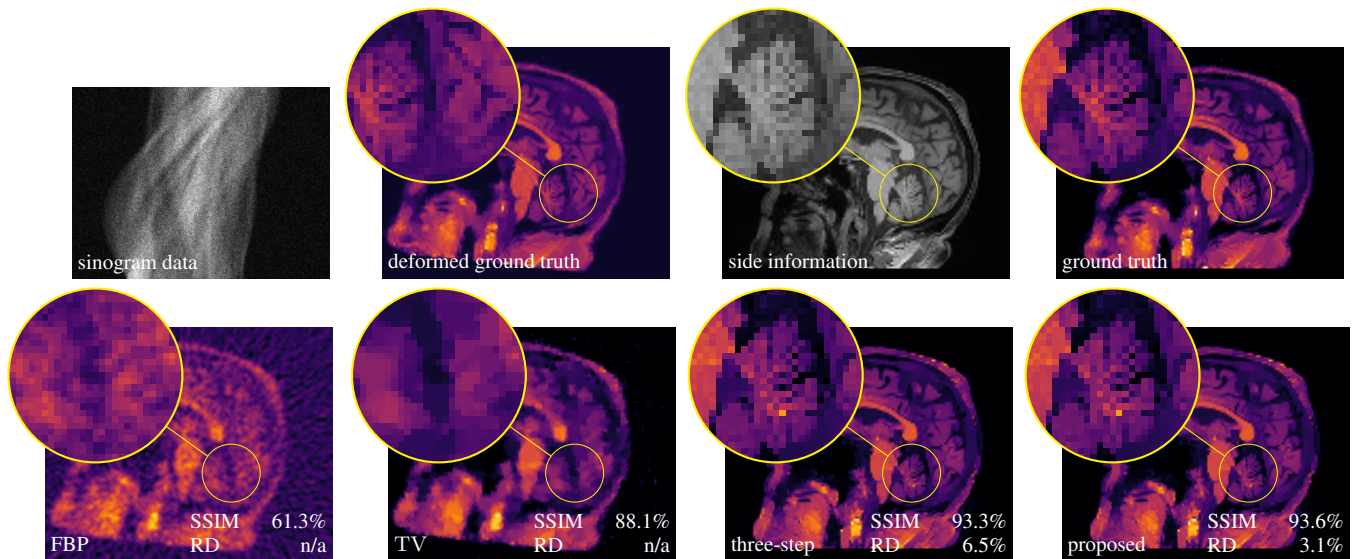 sinogram data
deformed ground truth
side information
ground truth
SSIM 61.3%
FBP RD n/a
SSIM 88.1%
TV RD n/a
SSIM 93.3%
three-step RD 6.5%
SSIM 93.6%
proposed RD 3.1%